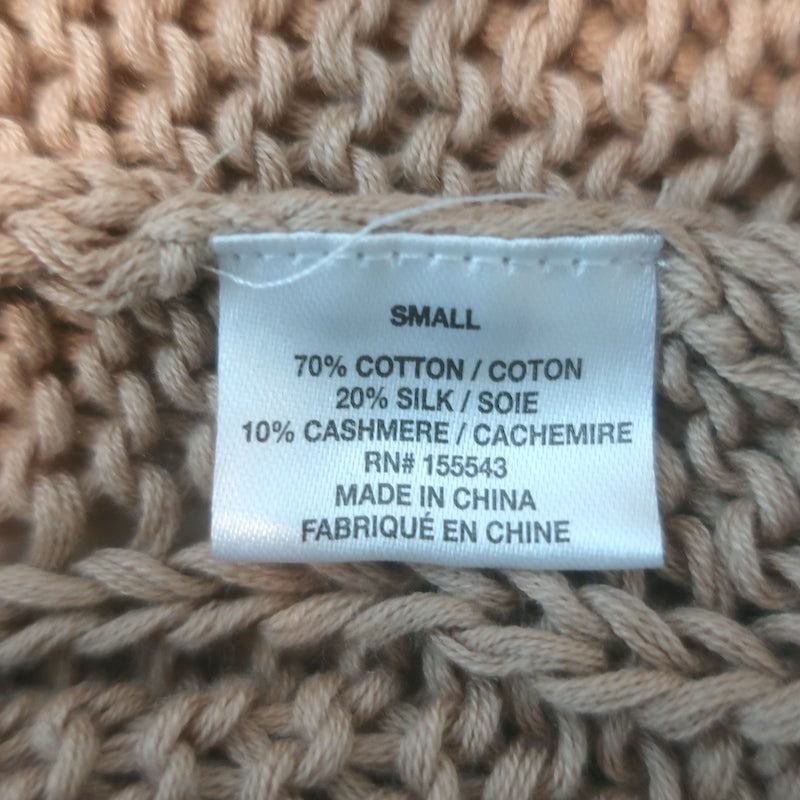 SMALL
70% COTTON / COTON
20% SILK / SOIE
10% CASHMERE / CACHEMIRE
RN# 155543
MADE IN CHINA
FABRIQUÉ EN CHINE